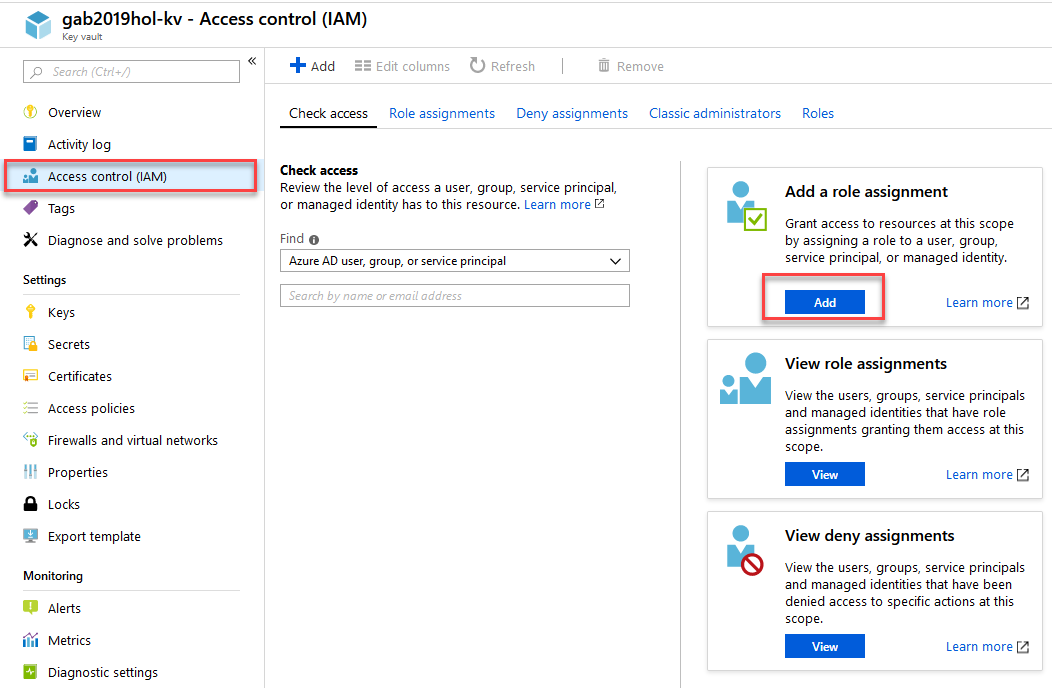 gab2019hol-kv - Access control (IAM)
Key vault
Search (Ctrl+/)
«
Overview
Activity log
Access control (IAM)
Tags
Diagnose and solve problems
Settings
Keys
Secrets
Certificates
Access policies
Firewalls and virtual networks
Properties
Locks
Export template
Monitoring
Alerts
Metrics
Diagnostic settings
Add Edit columns Refresh Remove
Check access Role assignments Deny assignments Classic administrators Roles
Check access
Review the level of access a user, group, service principal,
or managed identity has to this resource. Learn more
Find
Azure AD user, group, or service principal
Search by name or email address
Add a role assignment
Grant access to resources at this scope
by assigning a role to a user, group,
service principal, or managed identity.
Add Learn more
View role assignments
View the users, groups, service principals
and managed identities that have role
assignments granting them access at this
scope.
View Learn more
View deny assignments
View the users, groups, service principals
and managed identities that have been
denied access to specific actions at this
scope.
View Learn more